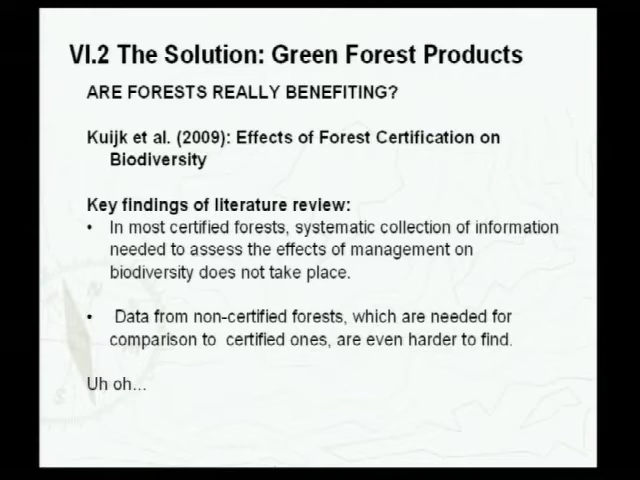 VI.2 The Solution: Green Forest Products
ARE FORESTS REALLY BENEFITING?
Kuijk et al. (2009): Effects of Forest Certification on
Biodiversity
Key findings of literature review:
• In most certified forests, systematic collection of information
needed to assess the effects of management on
biodiversity does not take place.
• Data from non-certified forests, which are needed for
comparison to certified ones, are even harder to find.
Uh oh...
N
S